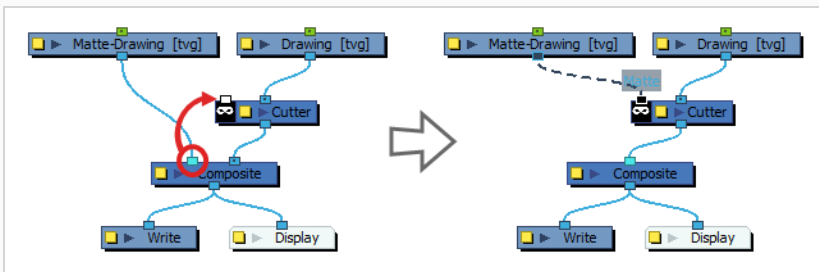 Matte-Drawing [tvg]
Drawing [tvg]
Cutter
Composite
Write
Display
Matte-Drawing [tvg]
Drawing [tvg]
Matte
Cutter
Composite
Write
Display